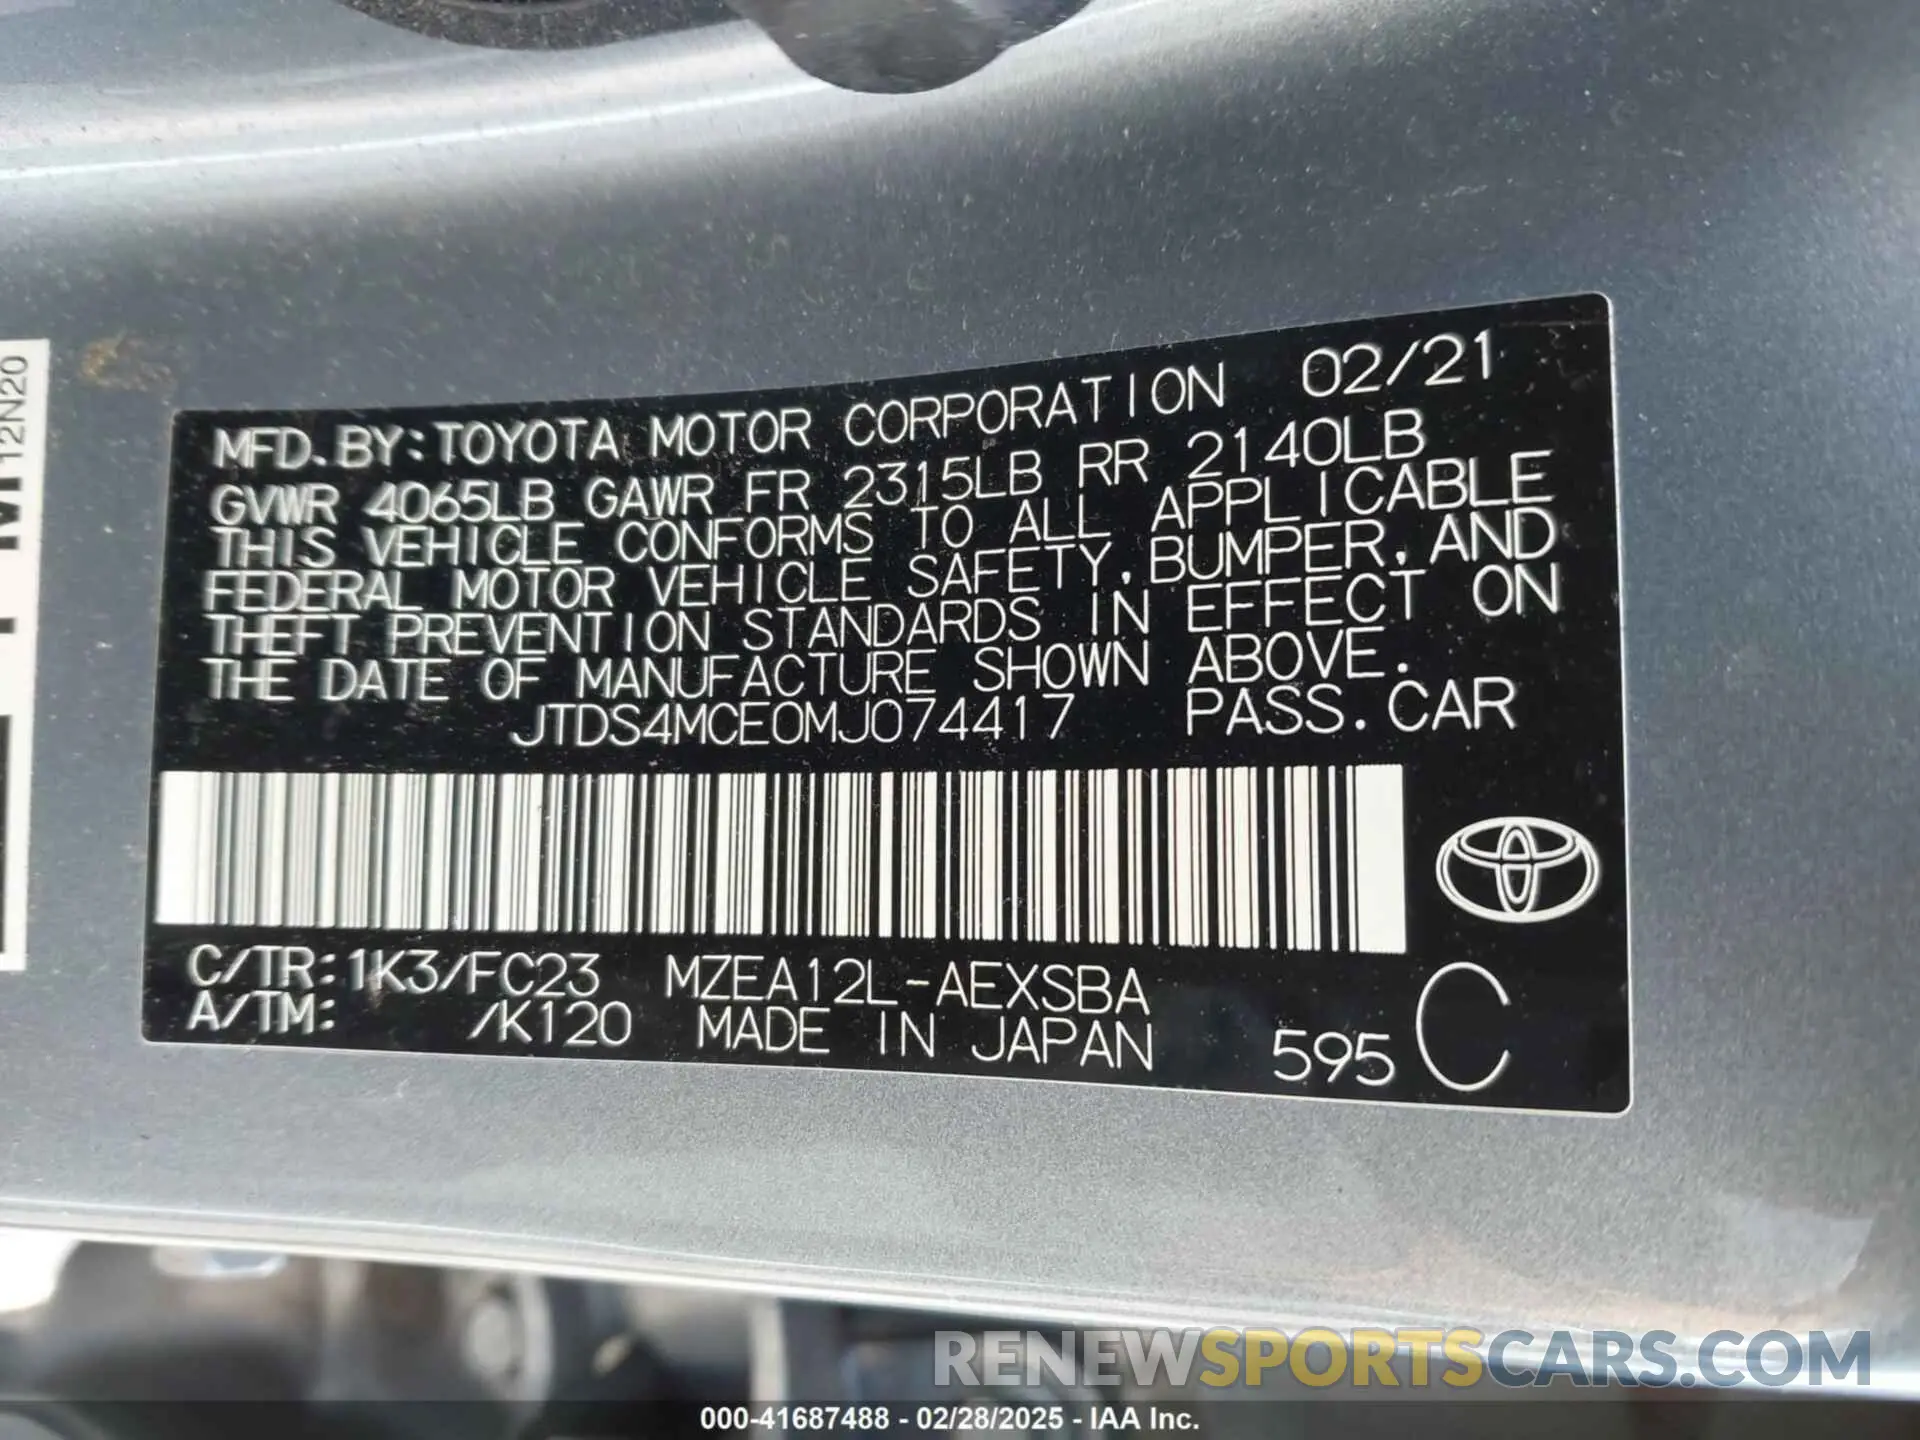 MFD. BY: TOYOTA MOTOR CORPORATION 02/21
GVWR 4065LB GAWR FR 2315LB RR 2140LB
THIS VEHICLE CONFORMS TO ALL APPLICABLE
FEDERAL MOTOR VEHICLE SAFETY, BUMPER, AND
THEFT PREVENTION STANDARDS IN EFFECT ON
THE DATE OF MANUFACTURE SHOWN ABOVE.
JTDS4MCE0MJ074417 PASS. CAR
C/TR: 1K3/FC23 MZEA12L-AEXSBA
A/TM: /K120 MADE IN JAPAN 595 C
12N20
RENEWSPORTSCARS.COM
000-41687488 - 02/28/2025 - IAA Inc.